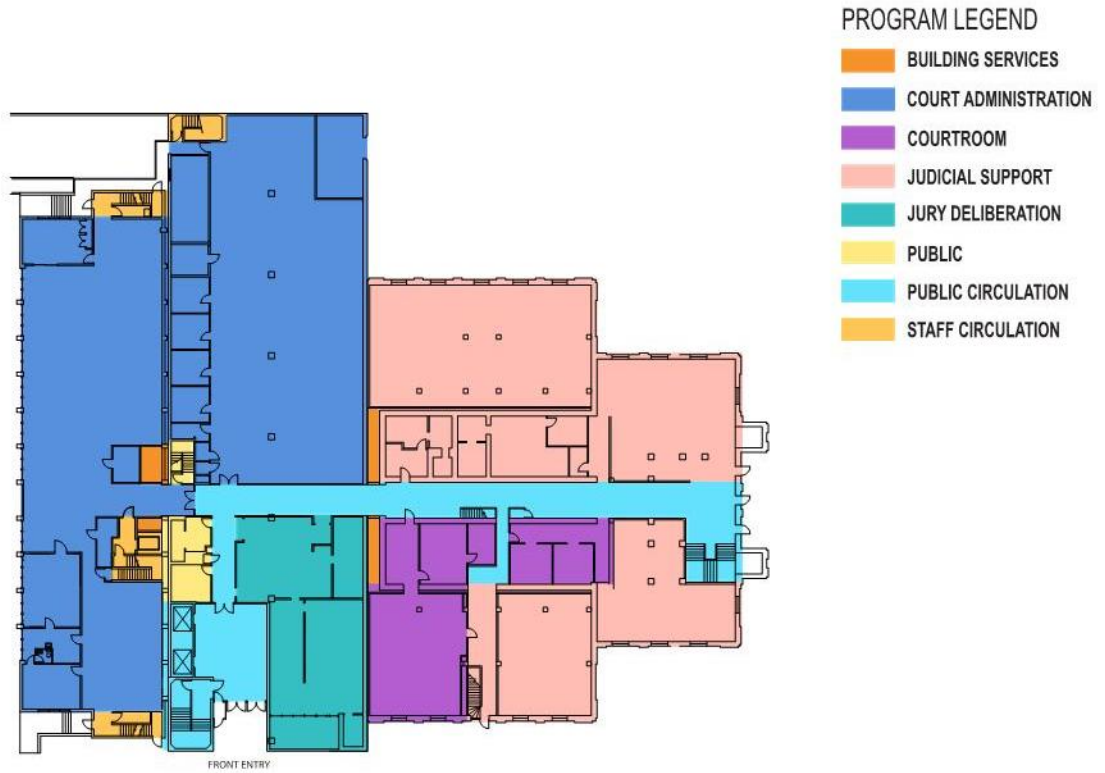 PROGRAM LEGEND
BUILDING SERVICES
COURT ADMINISTRATION
COURTROOM
JUDICIAL SUPPORT
JURY DELIBERATION
PUBLIC
PUBLIC CIRCULATION
STAFF CIRCULATION
FRONT ENTRY